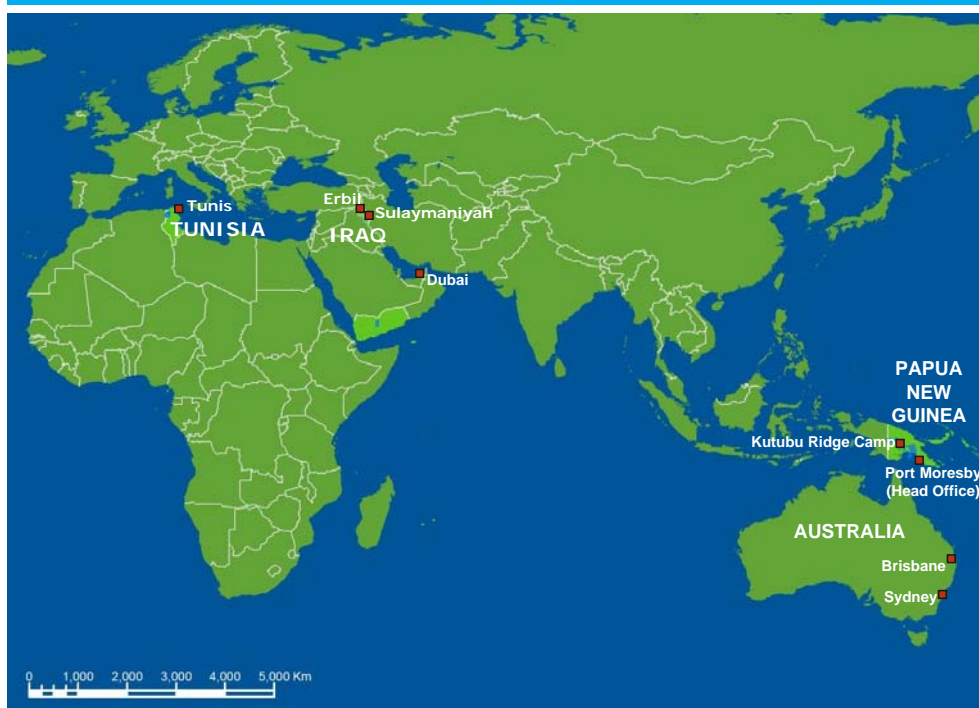 Tunis
TUNISIA
Erbil
Sulaymaniyah
IRAQ
Dubai
PAPUA
NEW
GUINEA
Kutubu Ridge Camp
Port Moresby
(Head Office)
AUSTRALIA
Brisbane
Sydney
0 1,000 2,000 3,000 4,000 5,000 Km